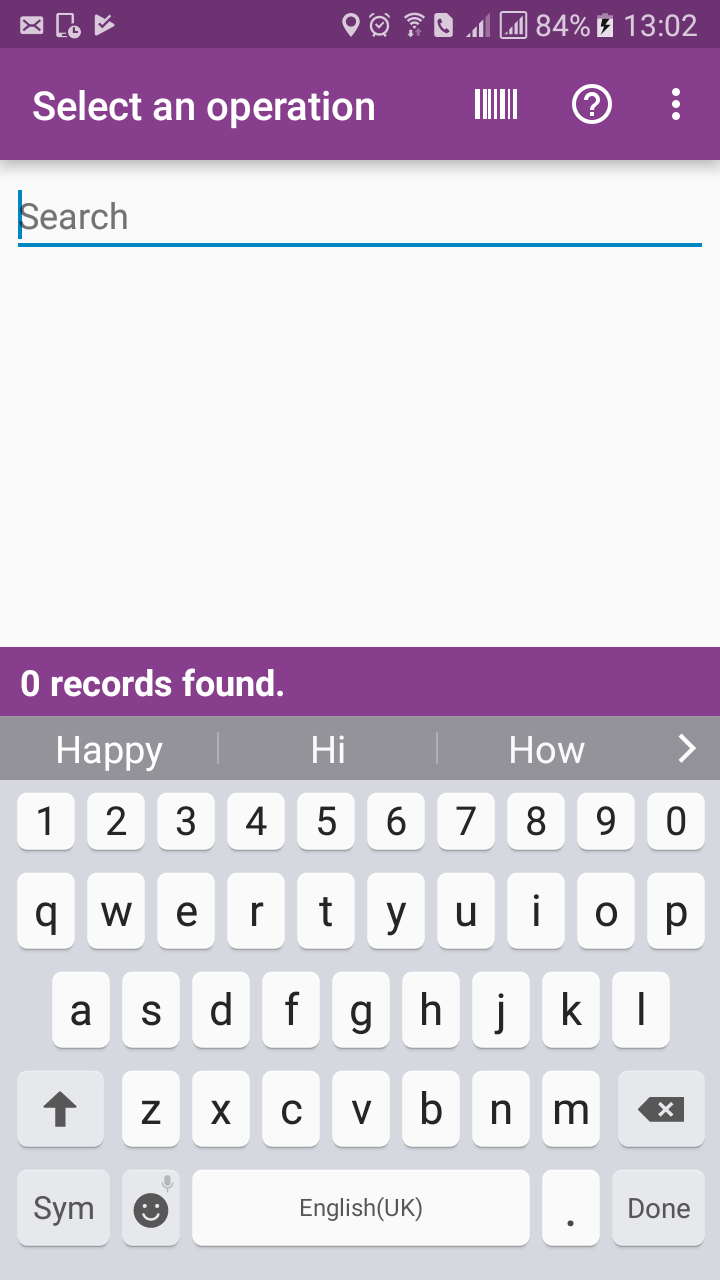 84% 13:02
Select an operation
Search
0 records found.
Happy Hi How
1 2 3 4 5 6 7 8 9 0
q w e r t y u i o p
a s d f g h j k l
z x c v b n m
Sym English(UK) . Done